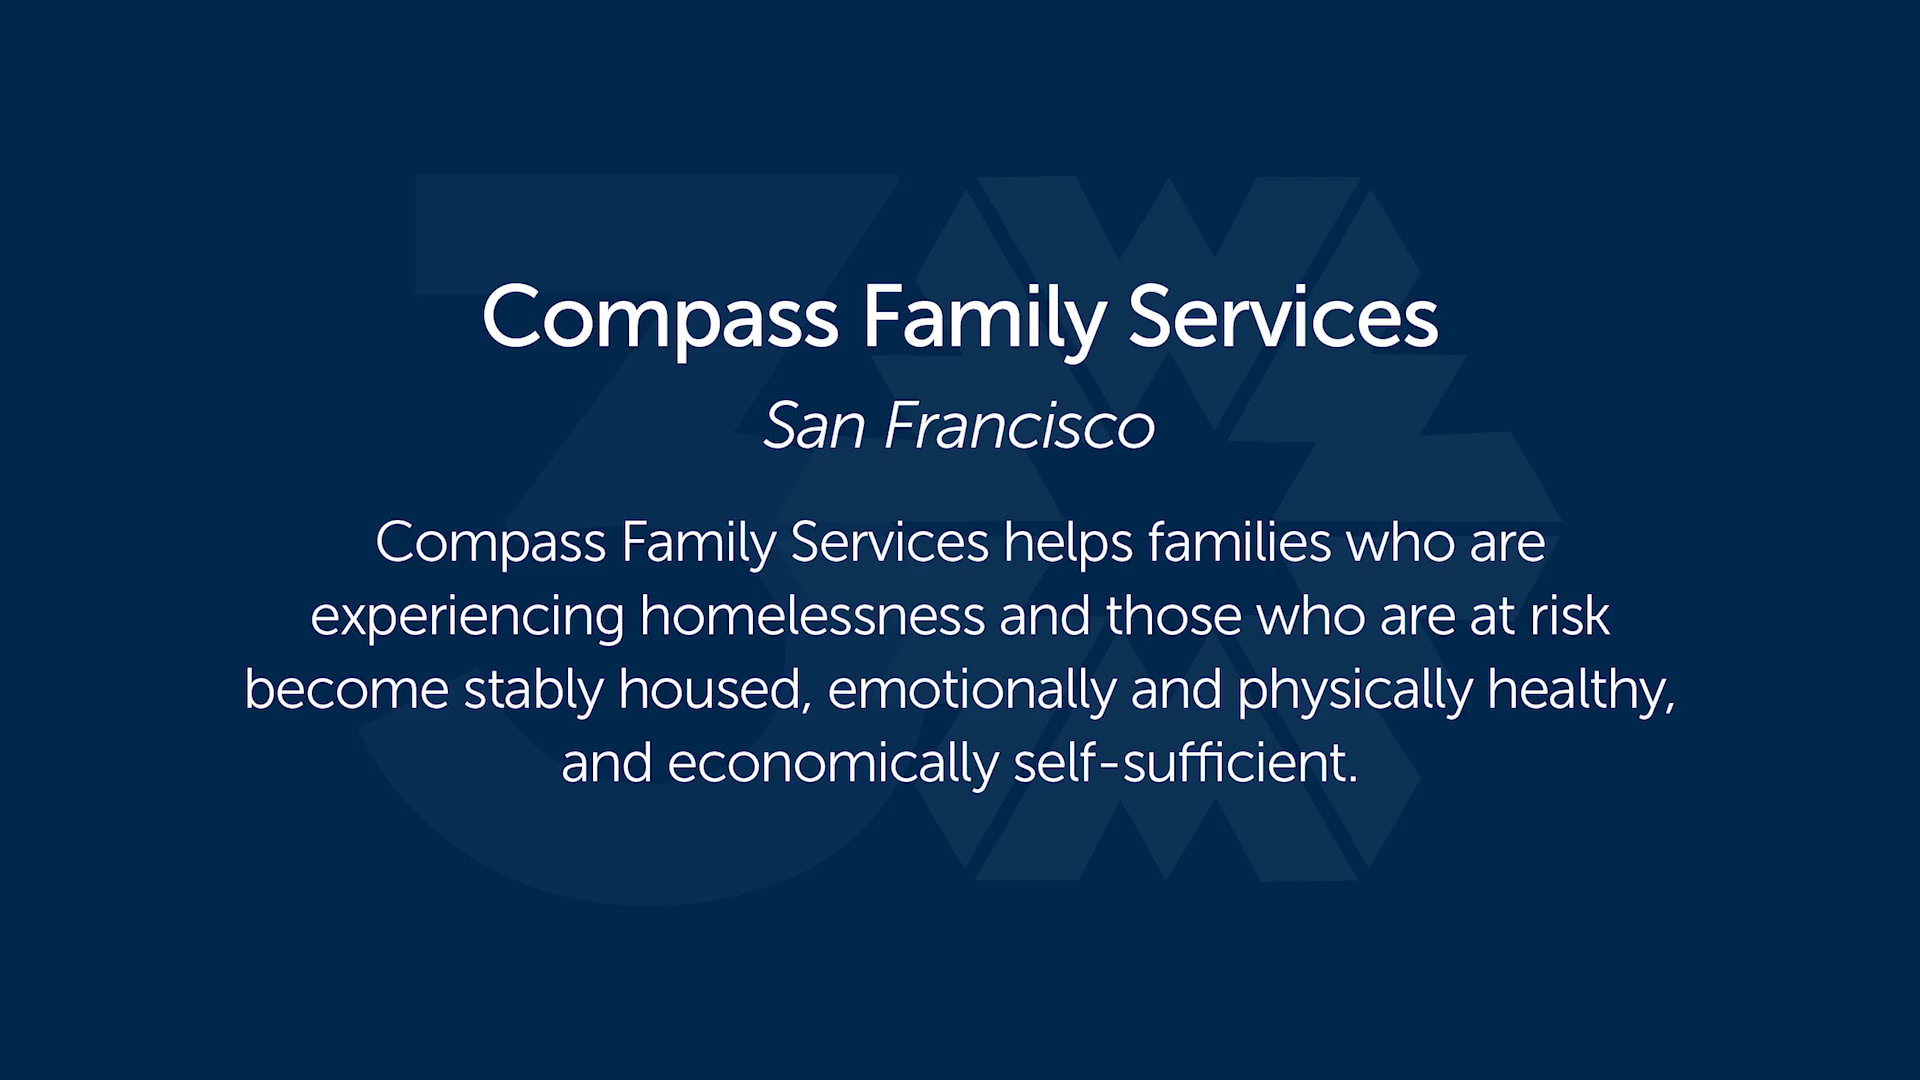 Compass Family Services
San Francisco
Compass Family Services helps families who are
experiencing homelessness and those who are at risk
become stably housed, emotionally and physically healthy,
and economically self-sufficient.